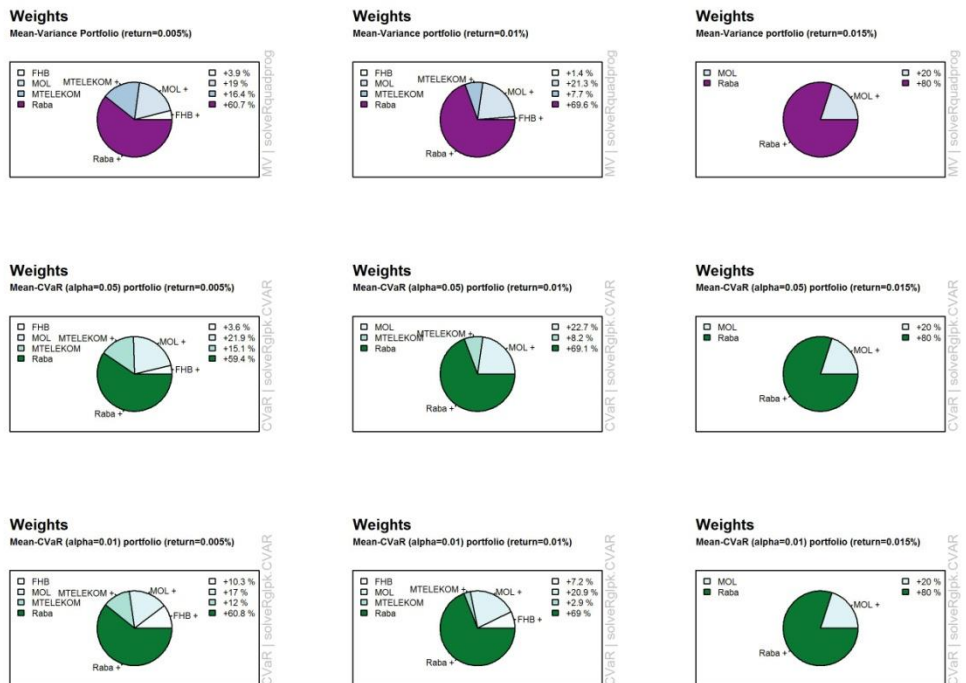 Weights
Mean-Variance Portfolio (return=0.005%)
FHB
MOL
MTELEKOM
Raba
MTELEKOM +
MOL +
FHB +
Raba +
+3.9 %
+19 %
+16.4 %
+60.7 %
MV | solveRquadprog
Weights
Mean-Variance portfolio (return=0.01%)
FHB
MOL
MTELEKOM
Raba
MTELEKOM +
MOL +
FHB +
Raba +
+1.4 %
+21.3 %
+7.7 %
+69.6 %
MV | solveRquadprog
Weights
Mean-Variance portfolio (return=0.015%)
MOL
Raba
MOL +
Raba +
+20 %
+80 %
MV | solveRquadprog
Weights
Mean-CVaR (alpha=0.05) portfolio (return=0.005%)
FHB
MOL
MTELEKOM
Raba
MTELEKOM +
MOL +
FHB +
Raba +
+3.6 %
+21.9 %
+15.1 %
+59.4 %
CVaR | solveRglpk.CVAR
Weights
Mean-CVaR (alpha=0.05) portfolio (return=0.01%)
MOL
MTELEKOM
Raba
MTELEKOM +
MOL +
Raba +
+22.7 %
+8.2 %
+69.1 %
CVaR | solveRglpk.CVAR
Weights
Mean-CVaR (alpha=0.05) portfolio (return=0.015%)
MOL
Raba
MOL +
Raba +
+20 %
+80 %
CVaR | solveRglpk.CVAR
Weights
Mean-CVaR (alpha=0.01) portfolio (return=0.005%)
FHB
MOL
MTELEKOM
Raba
MTELEKOM +
MOL +
FHB +
Raba +
+10.3 %
+17 %
+12 %
+60.8 %
CVaR | solveRglpk.CVAR
Weights
Mean-CVaR (alpha=0.01) portfolio (return=0.01%)
FHB
MOL
MTELEKOM
Raba
MTELEKOM +
MOL +
FHB +
Raba +
+7.2 %
+20.9 %
+2.9 %
+69 %
CVaR | solveRglpk.CVAR
Weights
Mean-CVaR (alpha=0.01) portfolio (return=0.015%)
MOL
Raba
MOL +
Raba +
+20 %
+80 %
CVaR | solveRglpk.CVAR